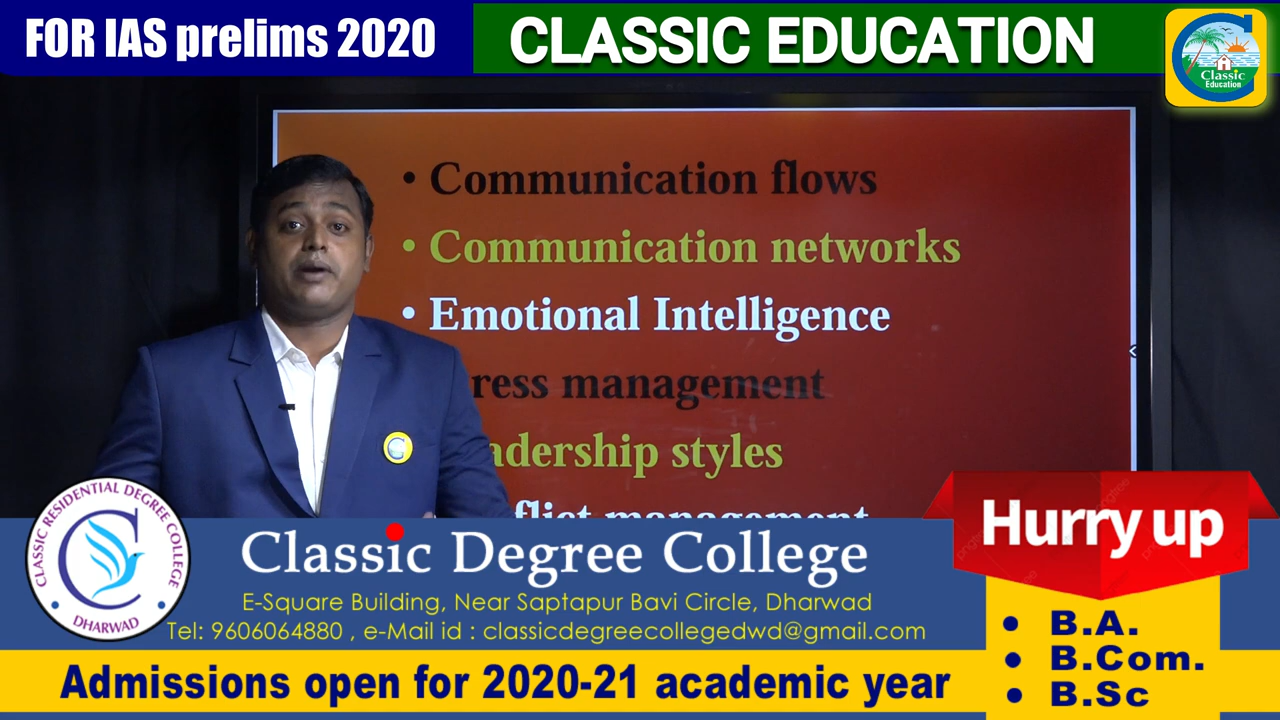 FOR IAS prelims 2020
CLASSIC EDUCATION
Classic
Education
• Communication flows
• Communication networks
• Emotional Intelligence
management
styles
management
CLASSIC RESIDENTIAL DEGREE COLLEGE
• DHARWAD •
Classic Degree College
E-Square Building, Near Saptapur Bavi Circle, Dharwad
Tel: 9606064880 , e-Mail id : classicdegreecollegedwd@gmail.com
Admissions open for 2020-21 academic year
Hurry up
• B.A.
• B.Com.
• B.Sc